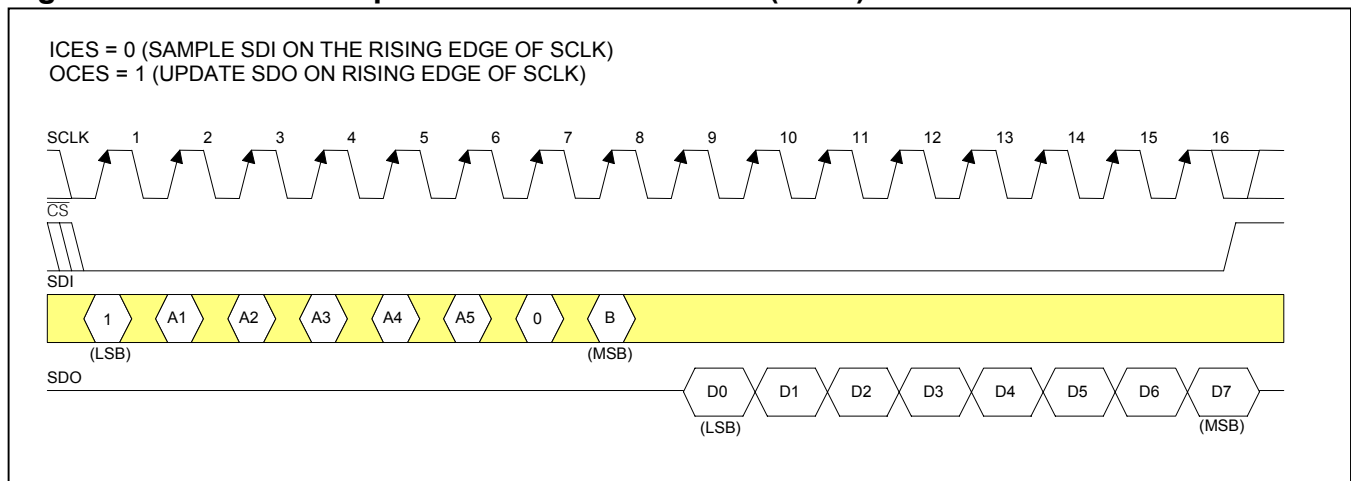 ICES = 0 (SAMPLE SDI ON THE RISING EDGE OF SCLK)
OCES = 1 (UPDATE SDO ON RISING EDGE OF SCLK)
SCLK 1 2 3 4 5 6 7 8 9 10 11 12 13 14 15 16
CS
SDI
1 A1 A2 A3 A4 A5 0 B
(LSB) (MSB)
SDO
D0 D1 D2 D3 D4 D5 D6 D7
(LSB) (MSB)